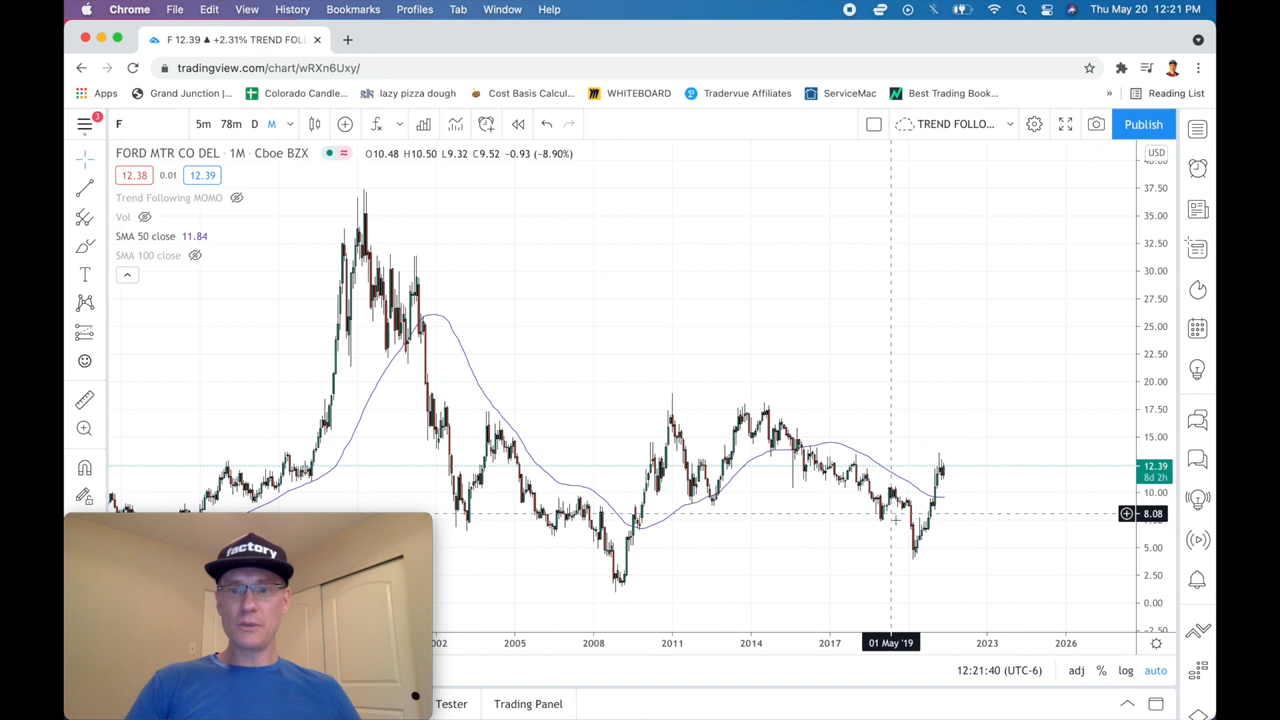 Chrome File Edit View History Bookmarks Profiles Tab Window Help Thu May 20 12:21 PM
F 12.39 ▲ +2.31% TREND FOL
tradingview.com/chart/wRXn6Uxy/
Apps Grand Junction |... Colorado Candle... lazy pizza dough Cost Basis Calcul... WHITEBOARD Tradervue Affiliates ServiceMac Best Trading Book... » Reading List
3
F 5m 78m D M TREND FOLLO... Publish
FORD MTR CO DEL · 1M · Cboe BZX O10.48 H10.50 L9.32 C9.52 −0.93 (−8.90%)
USD
12.38 0.01 12.39
Trend Following MOMO
Vol
SMA 50 close 11.84
SMA 100 close
40.00
37.50
35.00
32.50
30.00
27.50
25.00
22.50
20.00
17.50
15.00
12.39
8d 2h
10.00
8.08
5.00
2.50
0.00
-2.50
factory
002 2005 2008 2011 2014 2017 01 May '19 2023 2026
12:21:40 (UTC-6) adj % log auto
Tester Trading Panel